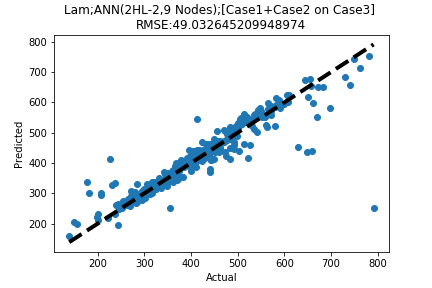 Lam;ANN(2HL-2,9 Nodes);[Case1+Case2 on Case3]
RMSE:49.032645209948974
800
700
600
500
400
300
200
Predicted
200 300 400 500 600 700 800
Actual